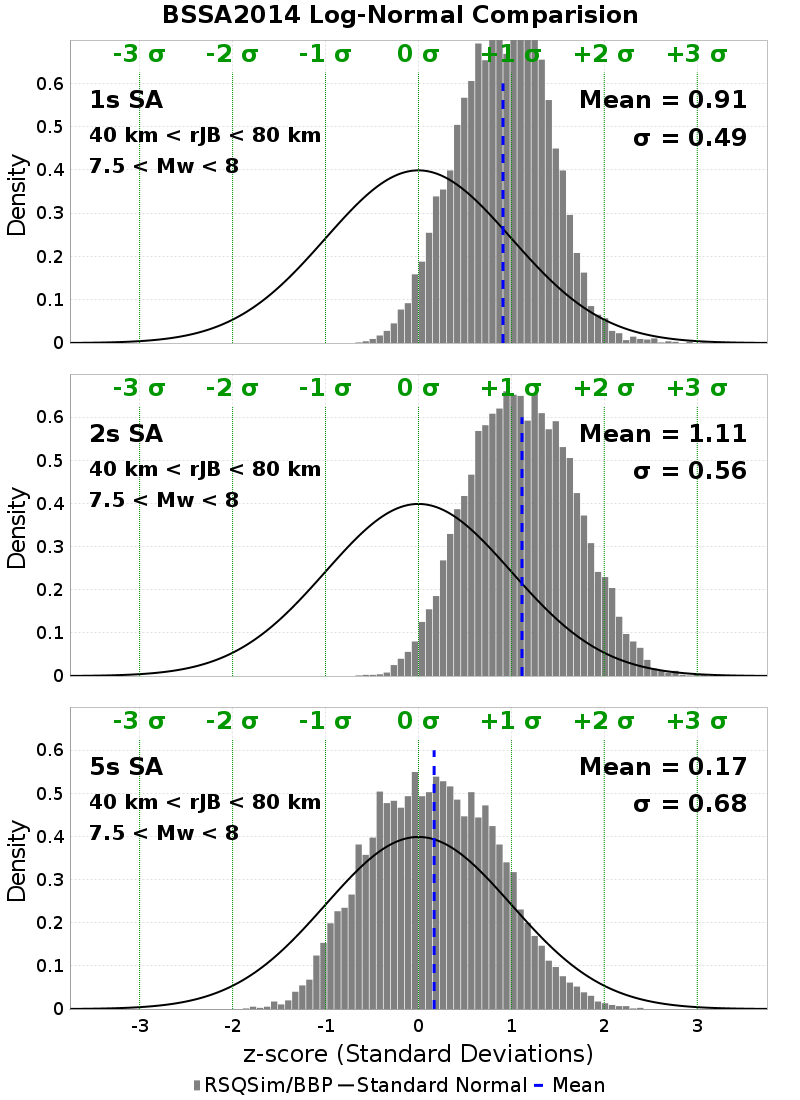 BSSA2014 Log-Normal Comparision
-3 σ -2 σ -1 σ 0 σ +1 σ +2 σ +3 σ
1s SA
40 km < rJB < 80 km
7.5 < Mw < 8
Mean = 0.91
σ = 0.49
Density
0.6
0.5
0.4
0.3
0.2
0.1
0
-3 σ -2 σ -1 σ 0 σ +1 σ +2 σ +3 σ
2s SA
40 km < rJB < 80 km
7.5 < Mw < 8
Mean = 1.11
σ = 0.56
Density
0.6
0.5
0.4
0.3
0.2
0.1
0
-3 σ -2 σ -1 σ 0 σ +1 σ +2 σ +3 σ
5s SA
40 km < rJB < 80 km
7.5 < Mw < 8
Mean = 0.17
σ = 0.68
Density
0.6
0.5
0.4
0.3
0.2
0.1
0
-3 -2 -1 0 1 2 3
z-score (Standard Deviations)
RSQSim/BBP Standard Normal Mean